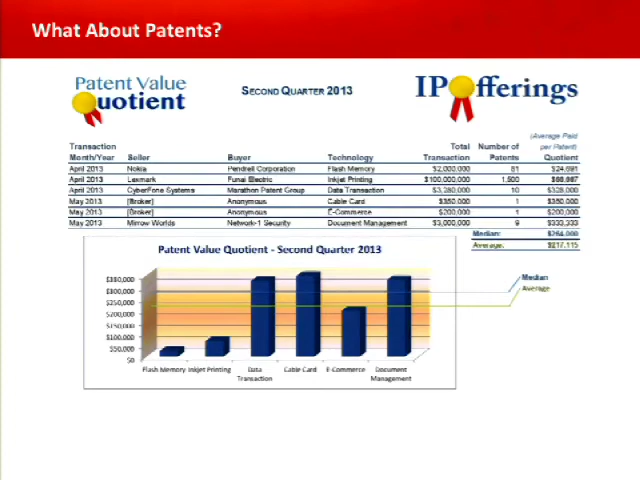 What About Patents?
Patent Value
Quotient
SECOND QUARTER 2013
IPOfferings
(Average Paid
Transaction Total Number of per Patent)
Month/Year Seller Buyer Technology Transaction Patents Quotient
April 2013 Nokia Pendrell Corporation Flash Memory $2,000,000 81 $24,691
April 2013 Lexmark Funai Electric Inkjet Printing $100,000,000 1,500 $66,667
April 2013 CyberFone Systems Marathon Patent Group Data Transaction $3,280,000 10 $328,000
May 2013 [Broker] Anonymous Cable Card $350,000 1 $350,000
May 2013 [Broker] Anonymous E-Commerce $200,000 1 $200,000
May 2013 Mirror Worlds Network-1 Security Document Management $3,000,000 9 $333,333
Median: $264,000
Average: $217,115
Patent Value Quotient - Second Quarter 2013
$350,000
$300,000
$250,000
$200,000
$150,000
$100,000
$50,000
$0
Median
Average
Flash Memory Inkjet Printing Data Cable Card E-Commerce Document
Transaction Management